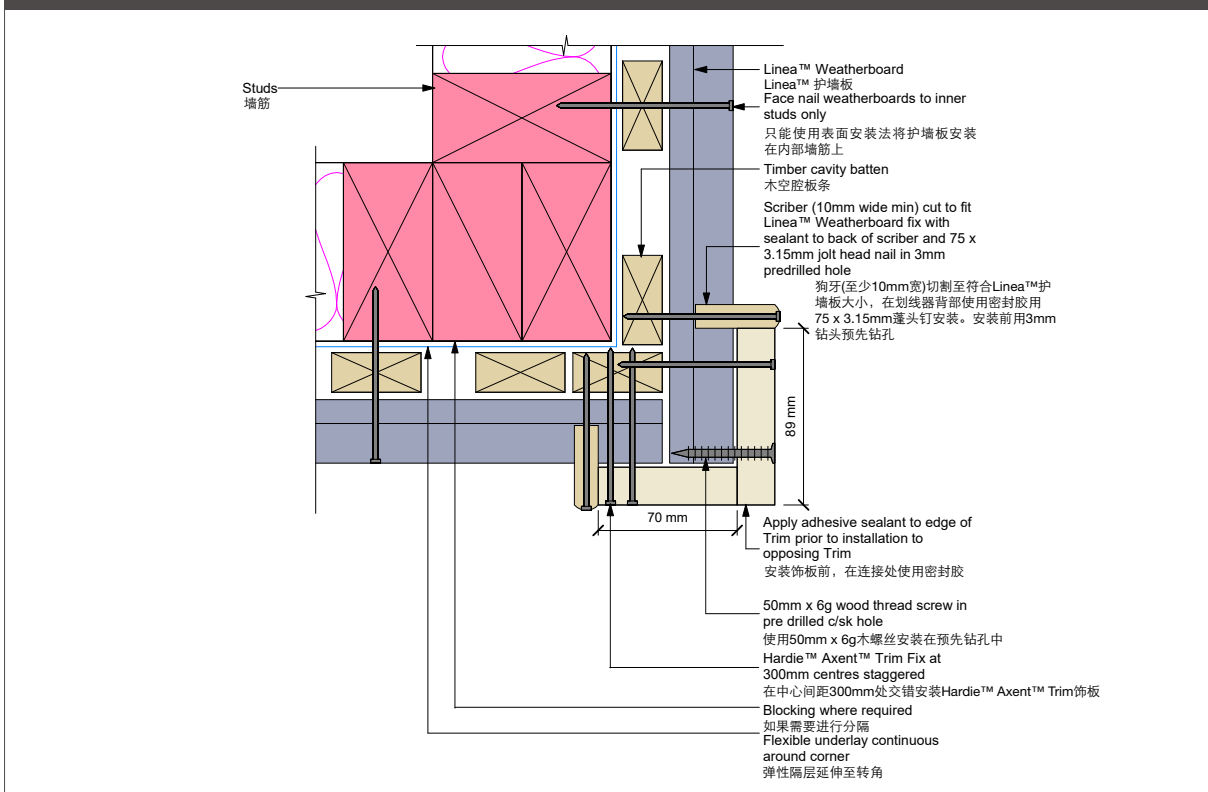 Studs
墙筋
Linea™ Weatherboard
Linea™ 护墙板
Face nail weatherboards to inner
studs only
只能使用表面安装法将护墙板安装
在内部墙筋上
Timber cavity batten
木空腔板条
Scriber (10mm wide min) cut to fit
Linea™ Weatherboard fix with
sealant to back of scriber and 75 x
3.15mm jolt head nail in 3mm
predrilled hole
狗牙(至少10mm宽)切割至符合Linea™护
墙板大小，在划线器背部使用密封胶用
75 x 3.15mm蓬头钉安装。安装前用3mm
钻头预先钻孔
89 mm
70 mm
Apply adhesive sealant to edge of
Trim prior to installation to
opposing Trim
安装饰板前，在连接处使用密封胶
50mm x 6g wood thread screw in
pre drilled c/sk hole
使用50mm x 6g木螺丝安装在预先钻孔中
Hardie™ Axent™ Trim Fix at
300mm centres staggered
在中心间距300mm处交错安装Hardie™ Axent™ Trim饰板
Blocking where required
如果需要进行分隔
Flexible underlay continuous
around corner
弹性隔层延伸至转角